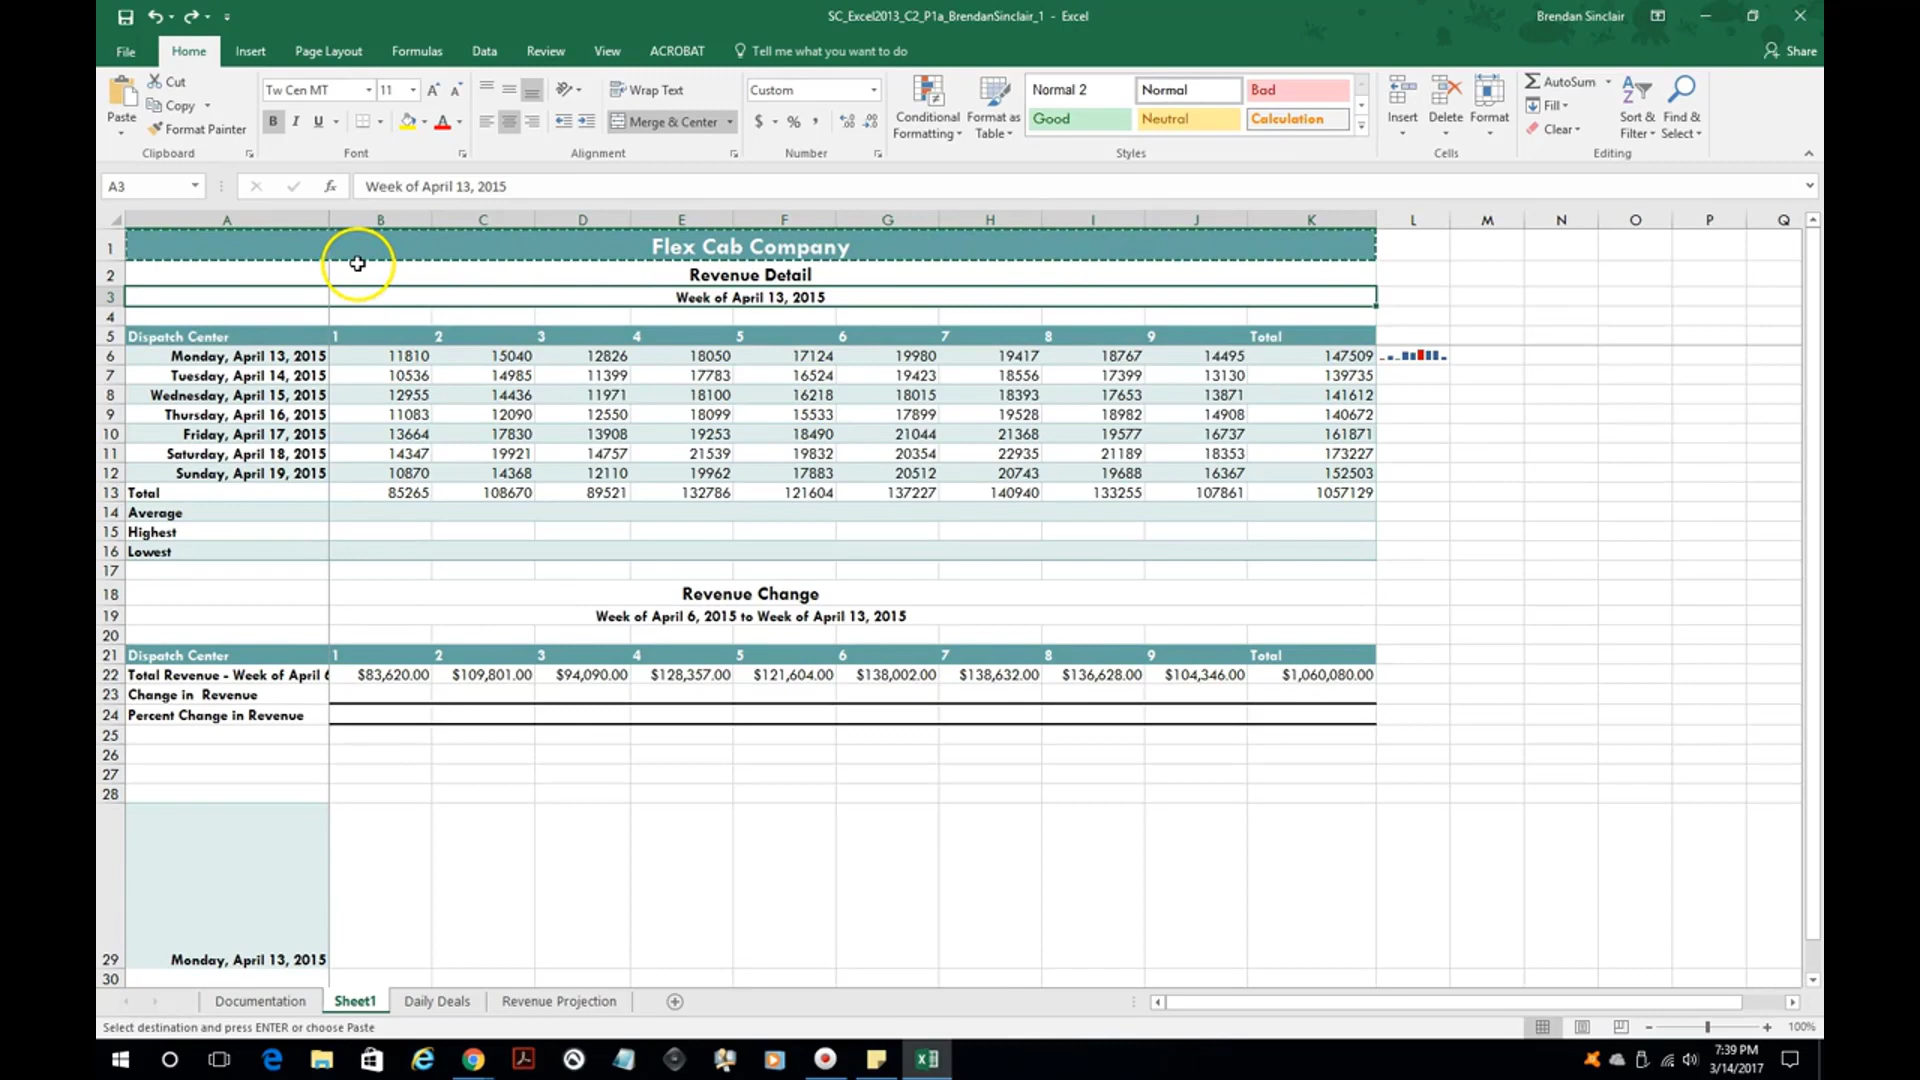 SC_Excel2013_C2_P1a_BrendanSinclair_1 - Excel
Brendan Sinclair
File Home Insert Page Layout Formulas Data Review View ACROBAT Tell me what you want to do Share
Paste
Cut
Copy
Format Painter
Clipboard
Tw Cen MT 11
B I U
Font
Wrap Text
Merge & Center
Alignment
Custom
$ % ,
Number
Conditional Formatting
Format as Table
Normal 2 Normal Bad
Good Neutral Calculation
Styles
Insert Delete Format
Cells
AutoSum
Fill
Clear
Sort & Filter
Find & Select
Editing
A3 fx Week of April 13, 2015
A B C D E F G H I J K L M N O P Q
1 Flex Cab Company
2 Revenue Detail
3 Week of April 13, 2015
4
5 Dispatch Center 1 2 3 4 5 6 7 8 9 Total
6 Monday, April 13, 2015 11810 15040 12826 18050 17124 19980 19417 18767 14495 147509
7 Tuesday, April 14, 2015 10536 14985 11399 17783 16524 19423 18556 17399 13130 139735
8 Wednesday, April 15, 2015 12955 14436 11971 18100 16218 18015 18393 17653 13871 141612
9 Thursday, April 16, 2015 11083 12090 12550 18099 15533 17899 19528 18982 14908 140672
10 Friday, April 17, 2015 13664 17830 13908 19253 18490 21044 21368 19577 16737 161871
11 Saturday, April 18, 2015 14347 19921 14757 21539 19832 20354 22935 21189 18353 173227
12 Sunday, April 19, 2015 10870 14368 12110 19962 17883 20512 20743 19688 16367 152503
13 Total 85265 108670 89521 132786 121604 137227 140940 133255 107861 1057129
14 Average
15 Highest
16 Lowest
17
18 Revenue Change
19 Week of April 6, 2015 to Week of April 13, 2015
20
21 Dispatch Center 1 2 3 4 5 6 7 8 9 Total
22 Total Revenue - Week of April 6 $83,620.00 $109,801.00 $94,090.00 $128,357.00 $121,604.00 $138,002.00 $138,632.00 $136,628.00 $104,346.00 $1,060,080.00
23 Change in Revenue
24 Percent Change in Revenue
25
26
27
28
29 Monday, April 13, 2015
30
Documentation Sheet1 Daily Deals Revenue Projection
Select destination and press ENTER or choose Paste
100%
7:39 PM
3/14/2017